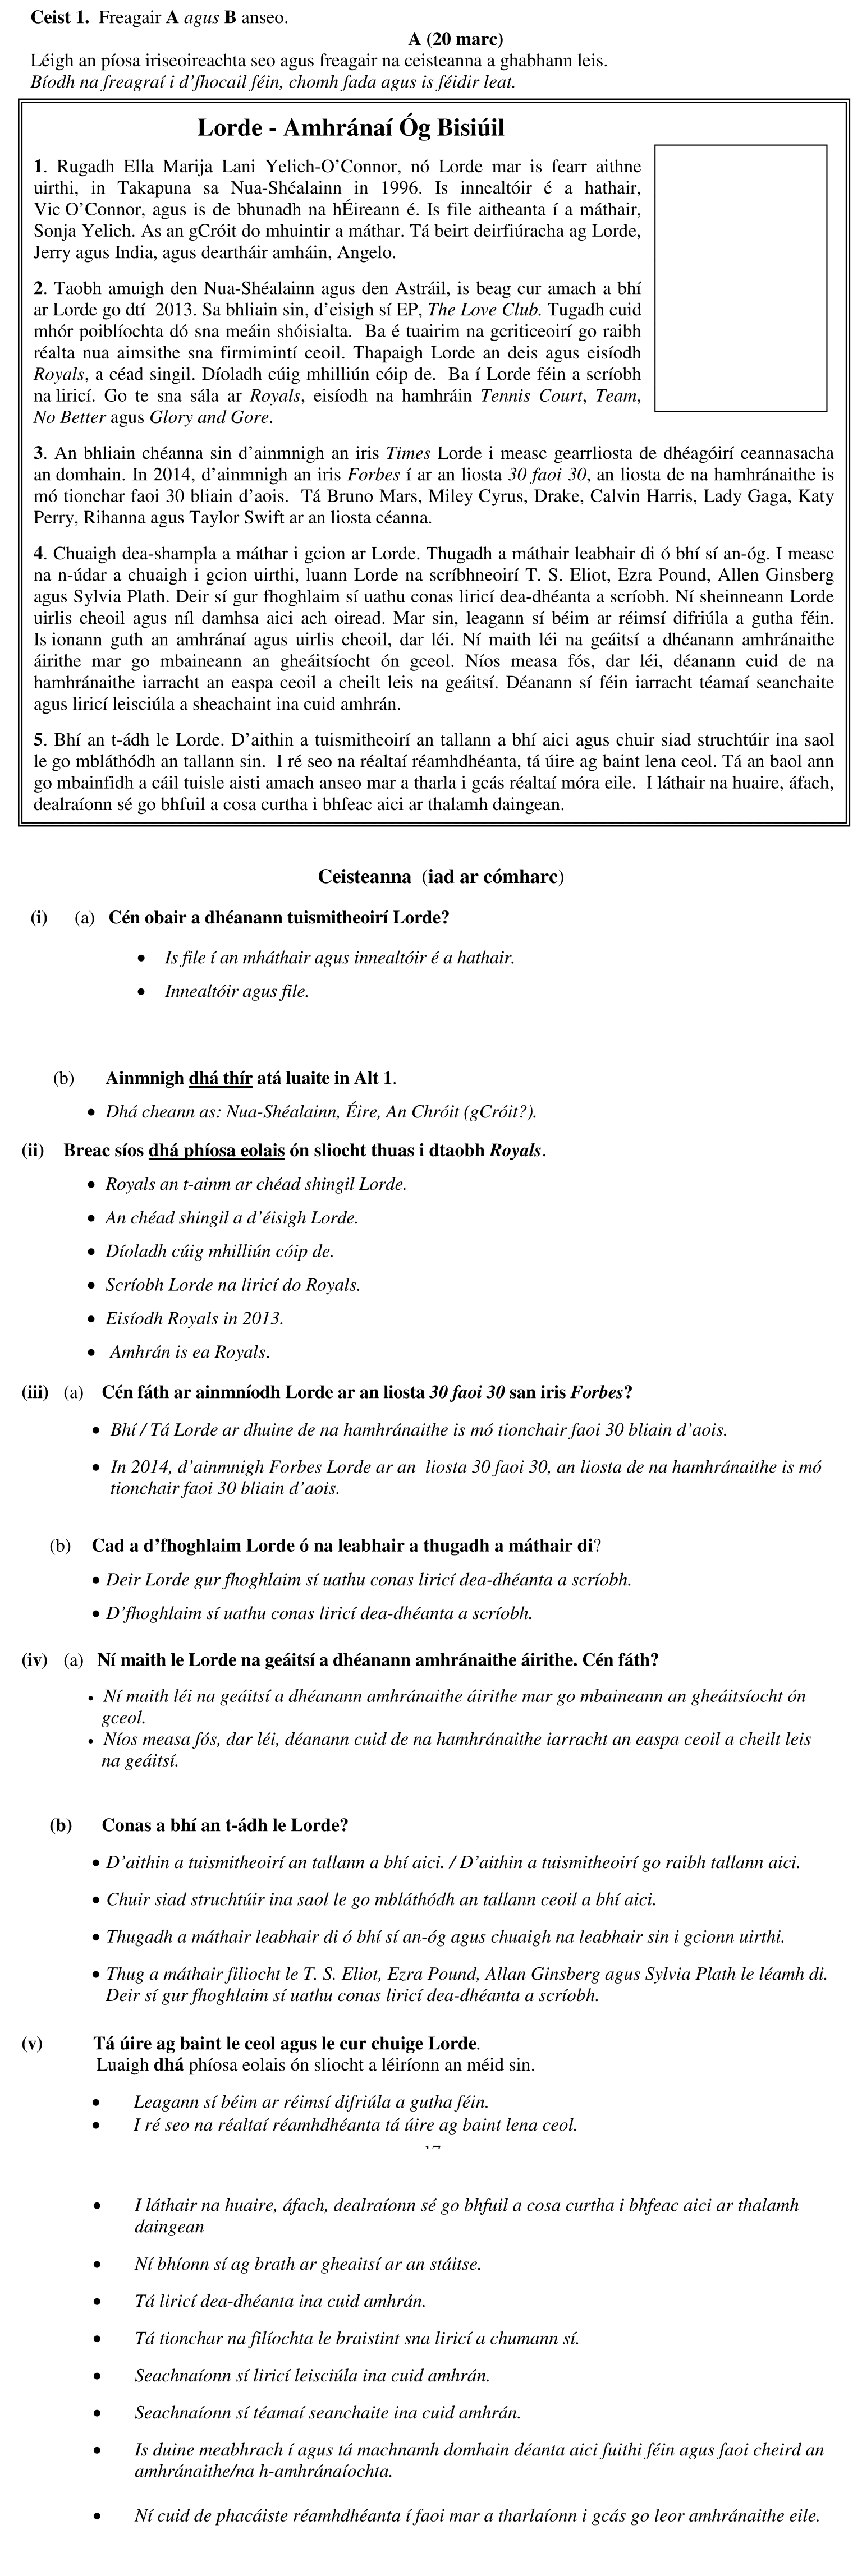 Ceist 1. Freagair A agus B anseo.
A (20 marc)
Léigh an píosa iriseoireachta seo agus freagair na ceisteanna a ghabhann leis.
Bíodh na freagraí i d'fhocail féin, chomh fada agus is féidir leat.
Lorde - Amhránaí Óg Bisiúil
1. Rugadh Ella Marija Lani Yelich-O'Connor, nó Lorde mar is fearr aithne
uirthi, in Takapuna sa Nua-Shéalainn in 1996. Is innealtóir é a hathair,
Vic O'Connor, agus is de bhunadh na hÉireann é. Is file aitheanta í a máthair,
Sonja Yelich. As an gCróit do mhuintir a máthar. Tá beirt deirfiúracha ag Lorde,
Jerry agus India, agus deartháir amháin, Angelo.
2. Taobh amuigh den Nua-Shéalainn agus den Astráil, is beag cur amach a bhí
ar Lorde go dtí 2013. Sa bhliain sin, d'eisigh sí EP, The Love Club. Tugadh cuid
mhór poiblíochta dó sna meáin shóisialta. Ba é tuairim na gcriticeoirí go raibh
réalta nua aimsithe sna firmimintí ceoil. Thapaigh Lorde an deis agus eisíodh
Royals, a céad singil. Díoladh cúig mhilliún cóip de. Ba í Lorde féin a scríobh
na liricí. Go te sna sála ar Royals, eisíodh na hamhráin Tennis Court, Team,
No Better agus Glory and Gore.
3. An bhliain chéanna sin d'ainmnigh an iris Times Lorde i measc gearrliosta de dhéagóirí ceannasacha
an domhain. In 2014, d'ainmnigh an iris Forbes í ar an liosta 30 faoi 30, an liosta de na hamhránaithe is
mó tionchar faoi 30 bliain d'aois. Tá Bruno Mars, Miley Cyrus, Drake, Calvin Harris, Lady Gaga, Katy
Perry, Rihanna agus Taylor Swift ar an liosta céanna.
4. Chuaigh dea-shampla a máthar i gcion ar Lorde. Thugadh a máthair leabhair di ó bhí sí an-óg. I measc
na n-údar a chuaigh i gcion uirthi, luann Lorde na scríbhneoirí T. S. Eliot, Ezra Pound, Allen Ginsberg
agus Sylvia Plath. Deir sí gur fhoghlaim sí uathu conas liricí dea-dhéanta a scríobh. Ní sheinneann Lorde
uirlis cheoil agus níl damhsa aici ach oiread. Mar sin, leagann sí béim ar réimsí difriúla a gutha féin.
Is ionann guth an amhránaí agus uirlis cheoil, dar léi. Ní maith léi na geáitsí a dhéanann amhránaithe
áirithe mar go mbaineann an gheáitsíocht ón gceol. Níos measa fós, dar léi, déanann cuid de na
hamhránaithe iarracht an easpa ceoil a cheilt leis na geáitsí. Déanann sí féin iarracht téamaí seanchaite
agus liricí leisciúla a sheachaint ina cuid amhrán.
5. Bhí an t-ádh le Lorde. D'aithin a tuismitheoirí an tallann a bhí aici agus chuir siad struchtúir ina saol
le go mbláthódh an tallann sin. I ré seo na réaltaí réamhdhéanta, tá úire ag baint lena ceol. Tá an baol ann
go mbainfidh a cáil tuisle aisti amach anseo mar a tharla i gcás réaltaí móra eile. I láthair na huaire, áfach,
dealraíonn sé go bhfuil a cosa curtha i bhfeac aici ar thalamh daingean.
Ceisteanna (iad ar cómharc)
(i) (a) Cén obair a dhéanann tuismitheoirí Lorde?
• Is file í an mháthair agus innealtóir é a hathair.
• Innealtóir agus file.
(b) Ainmnigh dhá thír atá luaite in Alt 1.
• Dhá cheann as: Nua-Shéalainn, Éire, An Chróit (gCróit?).
(ii) Breac síos dhá phíosa eolais ón sliocht thuas i dtaobh Royals.
• Royals an t-ainm ar chéad shingil Lorde.
• An chéad shingil a d'éisigh Lorde.
• Díoladh cúig mhilliún cóip de.
• Scríobh Lorde na liricí do Royals.
• Eisíodh Royals in 2013.
• Amhrán is ea Royals.
(iii) (a) Cén fáth ar ainmníodh Lorde ar an liosta 30 faoi 30 san iris Forbes?
• Bhí / Tá Lorde ar dhuine de na hamhránaithe is mó tionchair faoi 30 bliain d'aois.
• In 2014, d'ainmnigh Forbes Lorde ar an liosta 30 faoi 30, an liosta de na hamhránaithe is mó
tionchair faoi 30 bliain d'aois.
(b) Cad a d'fhoghlaim Lorde ó na leabhair a thugadh a máthair di?
• Deir Lorde gur fhoghlaim sí uathu conas liricí dea-dhéanta a scríobh.
• D'fhoghlaim sí uathu conas liricí dea-dhéanta a scríobh.
(iv) (a) Ní maith le Lorde na geáitsí a dhéanann amhránaithe áirithe. Cén fáth?
• Ní maith léi na geáitsí a dhéanann amhránaithe áirithe mar go mbaineann an gheáitsíocht ón
gceol.
• Níos measa fós, dar léi, déanann cuid de na hamhránaithe iarracht an easpa ceoil a cheilt leis
na geáitsí.
(b) Conas a bhí an t-ádh le Lorde?
• D'aithin a tuismitheoirí an tallann a bhí aici. / D'aithin a tuismitheoirí go raibh tallann aici.
• Chuir siad struchtúir ina saol le go mbláthódh an tallann ceoil a bhí aici.
• Thugadh a máthair leabhair di ó bhí sí an-óg agus chuaigh na leabhair sin i gcionn uirthi.
• Thug a máthair filiocht le T. S. Eliot, Ezra Pound, Allan Ginsberg agus Sylvia Plath le léamh di.
Deir sí gur fhoghlaim sí uathu conas liricí dea-dhéanta a scríobh.
(v) Tá úire ag baint le ceol agus le cur chuige Lorde.
Luaigh dhá phíosa eolais ón sliocht a léiríonn an méid sin.
• Leagann sí béim ar réimsí difriúla a gutha féin.
• I ré seo na réaltaí réamhdhéanta tá úire ag baint lena ceol.
• I láthair na huaire, áfach, dealraíonn sé go bhfuil a cosa curtha i bhfeac aici ar thalamh
daingean
• Ní bhíonn sí ag brath ar gheaitsí ar an stáitse.
• Tá liricí dea-dhéanta ina cuid amhrán.
• Tá tionchar na filíochta le braistint sna liricí a chumann sí.
• Seachnaíonn sí liricí leisciúla ina cuid amhrán.
• Seachnaíonn sí téamaí seanchaite ina cuid amhrán.
• Is duine meabhrach í agus tá machnamh domhain déanta aici fuithi féin agus faoi cheird an
amhránaithe/na h-amhránaíochta.
• Ní cuid de phacáiste réamhdhéanta í faoi mar a tharlaíonn i gcás go leor amhránaithe eile.